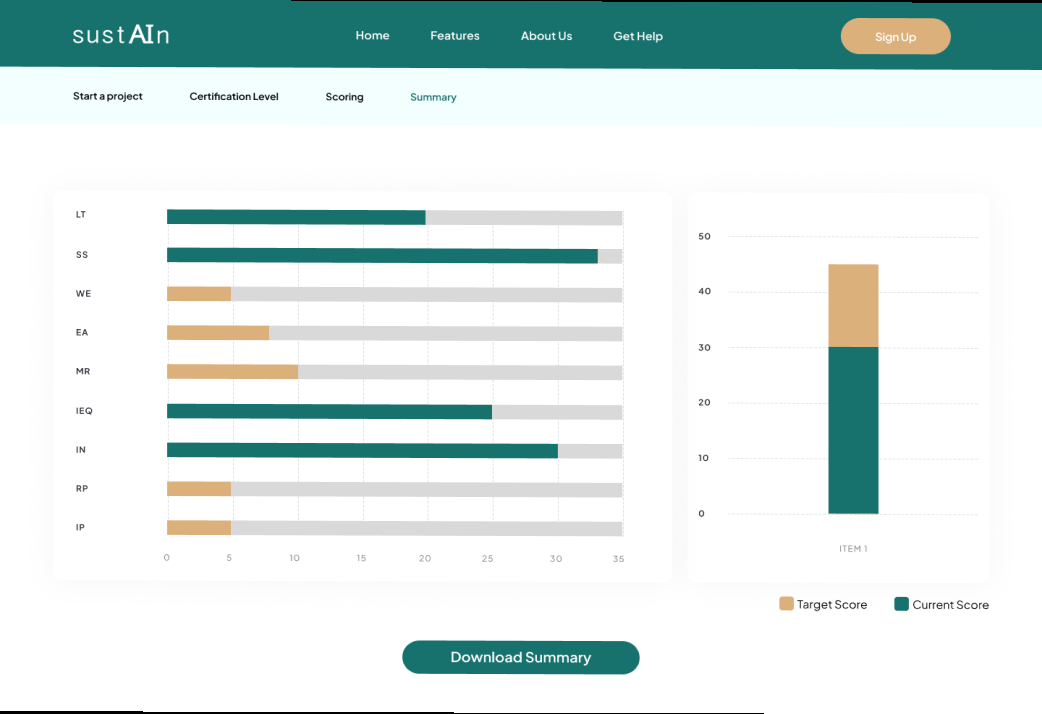 sustAIn
Home Features About Us Get Help Sign Up
Start a project Certification Level Scoring Summary
LT
SS
WE
EA
MR
IEQ
IN
RP
IP
0 5 10 15 20 25 30 35
50
40
30
20
10
0
ITEM 1
Target Score Current Score
Download Summary